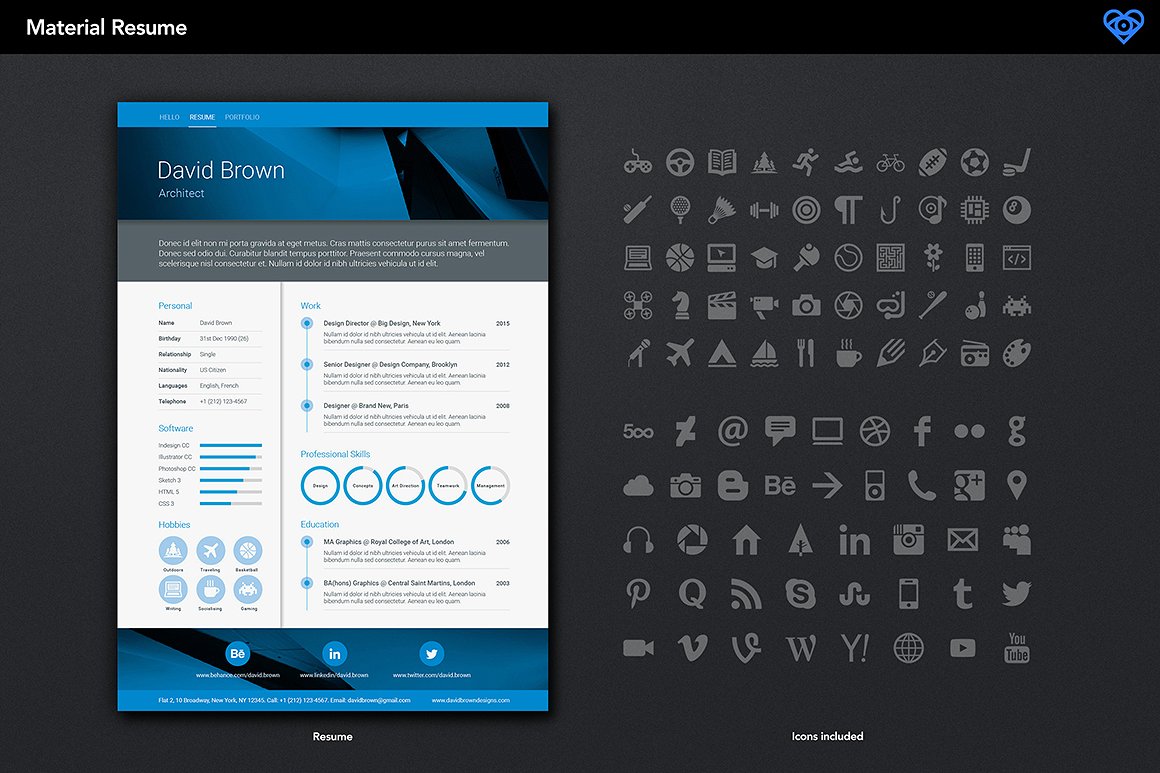 Material Resume
HELLO RESUME PORTFOLIO
David Brown
Architect
Donec id elit non mi porta gravida at eget metus. Cras mattis consectetur purus sit amet fermentum.
Donec sed odio dui. Curabitur blandit tempus porttitor. Praesent commodo cursus magna, vel
scelerisque nisl consectetur et. Nullam id dolor id nibh ultricies vehicula ut id elit.
Personal
Name David Brown
Birthday 31st Dec 1990 (26)
Relationship Single
Nationality US Citizen
Languages English, French
Telephone +1 (212) 123-4567
Software
Indesign CC
Illustrator CC
Photoshop CC
Sketch 3
HTML 5
CSS 3
Hobbies
Outdoors Traveling Basketball
Writing Socialising Gaming
Work
Design Director @ Big Design, New York 2015
Nullam id dolor id nibh ultricies vehicula ut id elit. Aenean lacinia
bibendum nulla sed consectetur. Aenean eu leo quam.
Senior Designer @ Design Company, Brooklyn 2012
Nullam id dolor id nibh ultricies vehicula ut id elit. Aenean lacinia
bibendum nulla sed consectetur. Aenean eu leo quam.
Designer @ Brand New, Paris 2008
Nullam id dolor id nibh ultricies vehicula ut id elit. Aenean lacinia
bibendum nulla sed consectetur. Aenean eu leo quam.
Professional Skills
Design Concepts Art Direction Teamwork Management
Education
MA Graphics @ Royal College of Art, London 2006
Nullam id dolor id nibh ultricies vehicula ut id elit. Aenean lacinia
bibendum nulla sed consectetur. Aenean eu leo quam.
BA(hons) Graphics @ Central Saint Martins, London 2003
Nullam id dolor id nibh ultricies vehicula ut id elit. Aenean lacinia
bibendum nulla sed consectetur. Aenean eu leo quam.
Bē in
www.behance.com/david.brown www.linkedin/david.brown www.twitter.com/david.brown
Flat 2, 10 Broadway, New York, NY 12345. Call: +1 (212) 123-4567. Email: davidbrown@gmail.com www.davidbrowndesigns.com
Resume
8
</>
500 @ f g
B Bē g+
in
Q S t
W Y!
You
Tube
Icons included